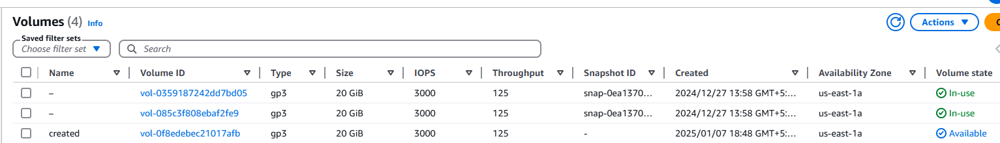 Volumes (4) Info
Actions
Saved filter sets
Choose filter set
Search
Name Volume ID Type Size IOPS Throughput Snapshot ID Created Availability Zone Volume state
– vol-0359187242dd7bd05 gp3 20 GiB 3000 125 snap-0ea1370... 2024/12/27 13:58 GMT+5:... us-east-1a In-use
– vol-085c3f808ebaf2fe9 gp3 20 GiB 3000 125 snap-0ea1370... 2024/12/27 13:58 GMT+5:... us-east-1a In-use
created vol-0f8edebec21017afb gp3 20 GiB 3000 125 - 2025/01/07 18:48 GMT+5:... us-east-1a Available